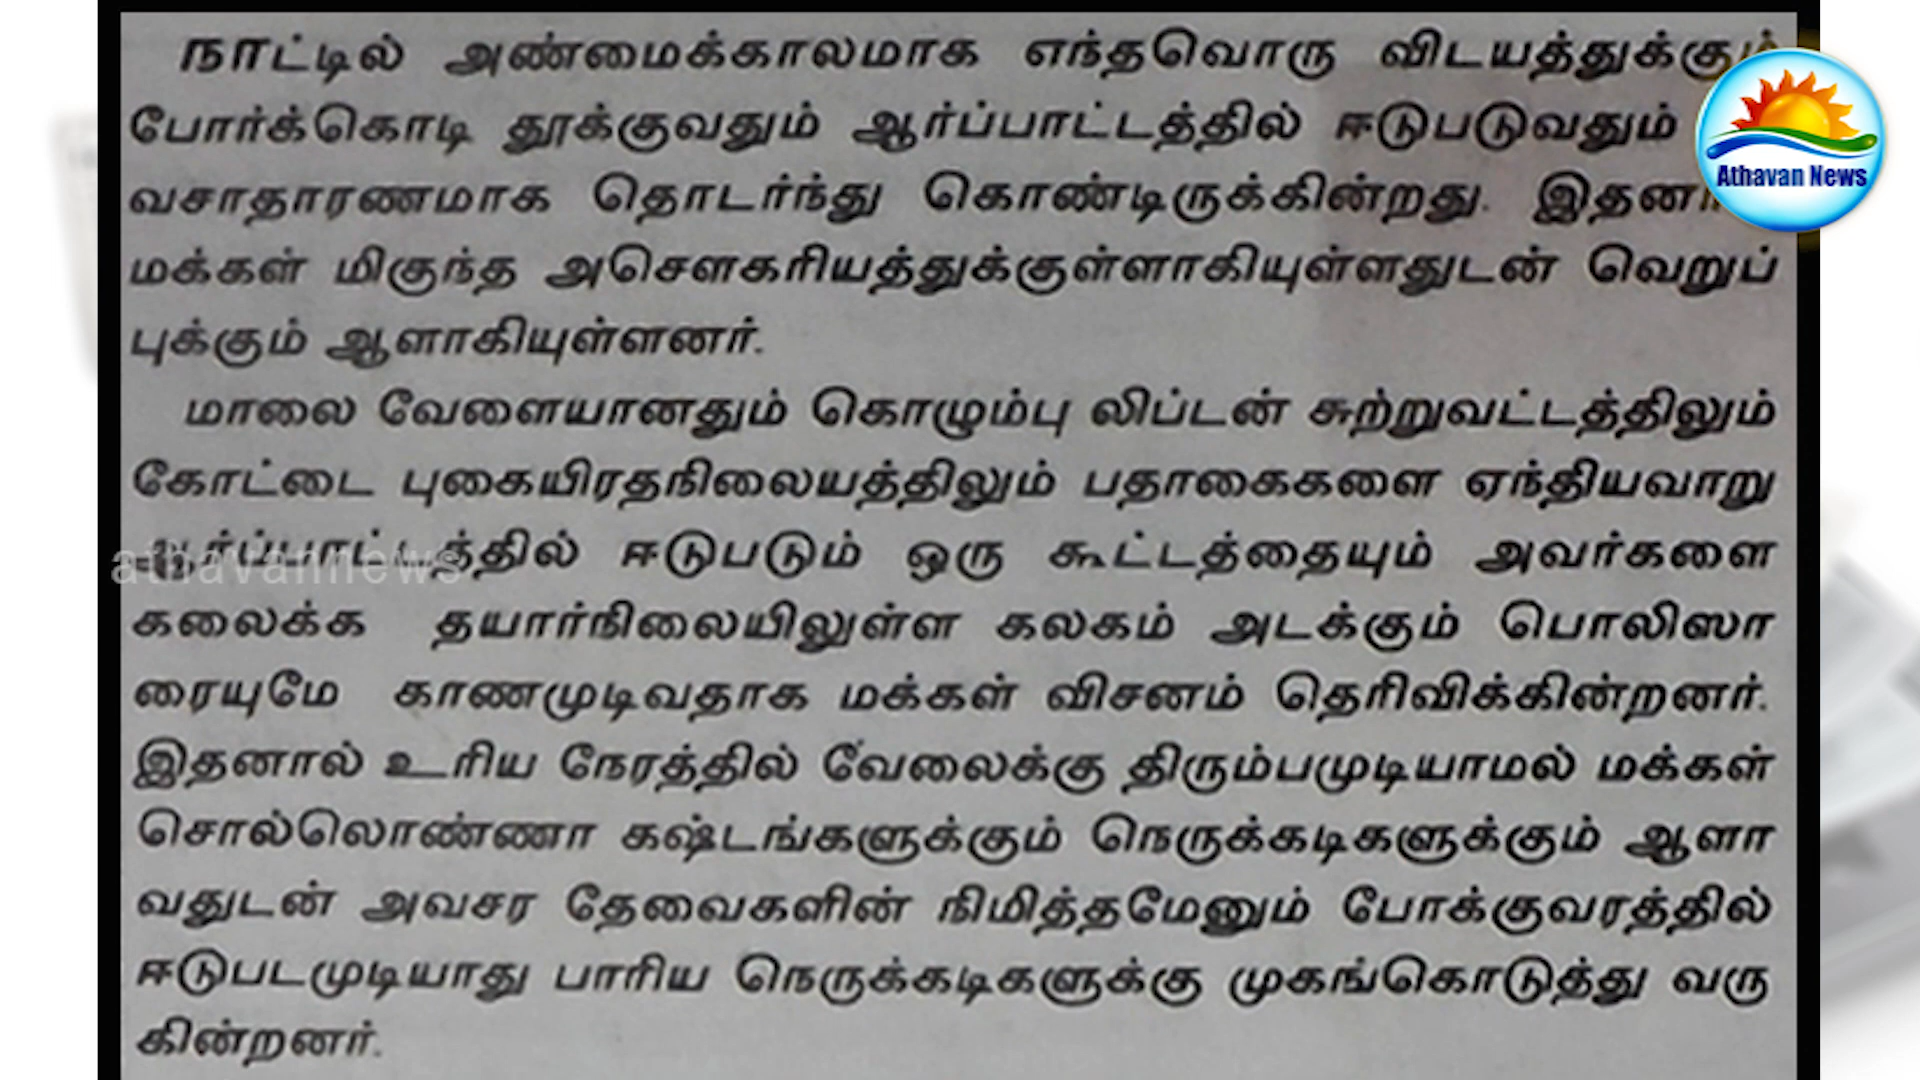 நாட்டில் அண்மைக்காலமாக எந்தவொரு விடயத்துக்கும்
போர்க்கொடி தூக்குவதும் ஆர்ப்பாட்டத்தில் ஈடுபடுவதும்
வசாதாரணமாக தொடர்ந்து கொண்டிருக்கின்றது.
மக்கள் மிகுந்த அசௌகரியத்துக்குள்ளாகியுள்ளதுடன் வெறுப்
புக்கும் ஆளாகியுள்ளனர்.
மாலை வேளையானதும் கொழும்பு லிப்டன் சுற்றுவட்டத்திலும்
கோட்டை புகையிரதநிலையத்திலும் பதாகைகளை ஏந்தியவாறு
ஆர்ப்பாட்டத்தில் ஈடுபடும் ஒரு கூட்டத்தையும் அவர்களை
கலைக்க தயார்நிலையிலுள்ள கலகம் அடக்கும் பொலிஸா
ரையுமே காணமுடிவதாக மக்கள் விசனம் தெரிவிக்கின்றனர்.
இதனால் உரிய நேரத்தில் வேலைக்கு திரும்பமுடியாமல் மக்கள்
சொல்லொண்ணா கஷ்டங்களுக்கும் நெருக்கடிகளுக்கும் ஆளா
வதுடன் அவசர தேவைகளின் நிமித்தமேனும் போக்குவரத்தில்
ஈடுபடமுடியாது பாரிய நெருக்கடிகளுக்கு முகங்கொடுத்து வரு
கின்றனர்.
Athavan News
athavannews